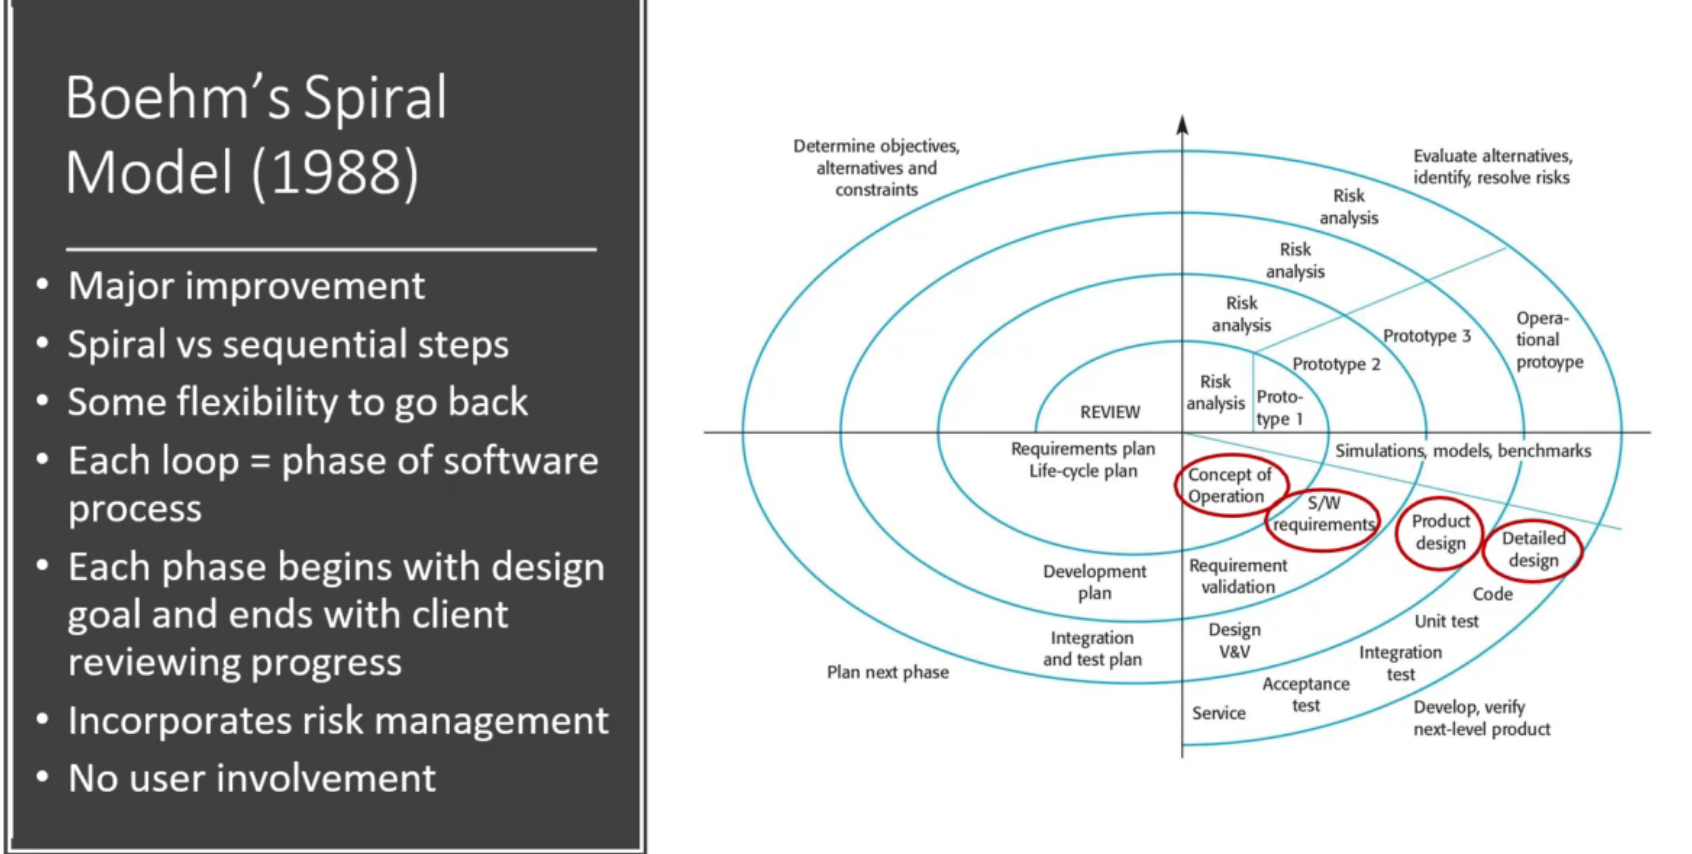 Boehm’s Spiral
Model (1988)
• Major improvement
• Spiral vs sequential steps
• Some flexibility to go back
• Each loop = phase of software
process
• Each phase begins with design
goal and ends with client
reviewing progress
• Incorporates risk management
• No user involvement
Determine objectives,
alternatives and
constraints
Evaluate alternatives,
identify, resolve risks
Risk
analysis
Risk
analysis
Risk
analysis
Risk
analysis
Proto-
type 1
Prototype 2
Prototype 3
Opera-
tional
protoype
REVIEW
Requirements plan
Life-cycle plan
Simulations, models, benchmarks
Concept of
Operation
S/W
requirements
Product
design
Detailed
design
Development
plan
Requirement
validation
Code
Unit test
Integration
and test plan
Design
V&V
Integration
test
Acceptance
test
Service
Plan next phase
Develop, verify
next-level product